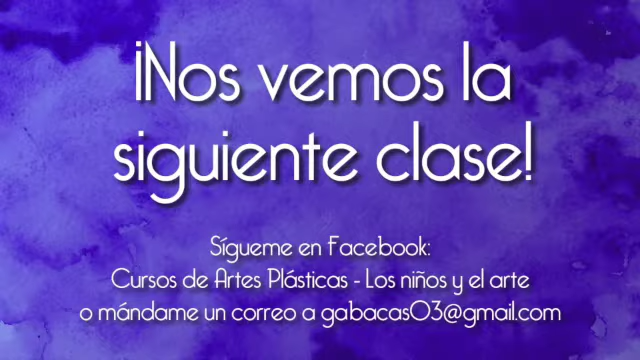 ¡Nos vemos la
siguiente clase!
Sígueme en Facebook:
Cursos de Artes Plásticas - Los niños y el arte
o mándame un correo a gabacas03@gmail.com